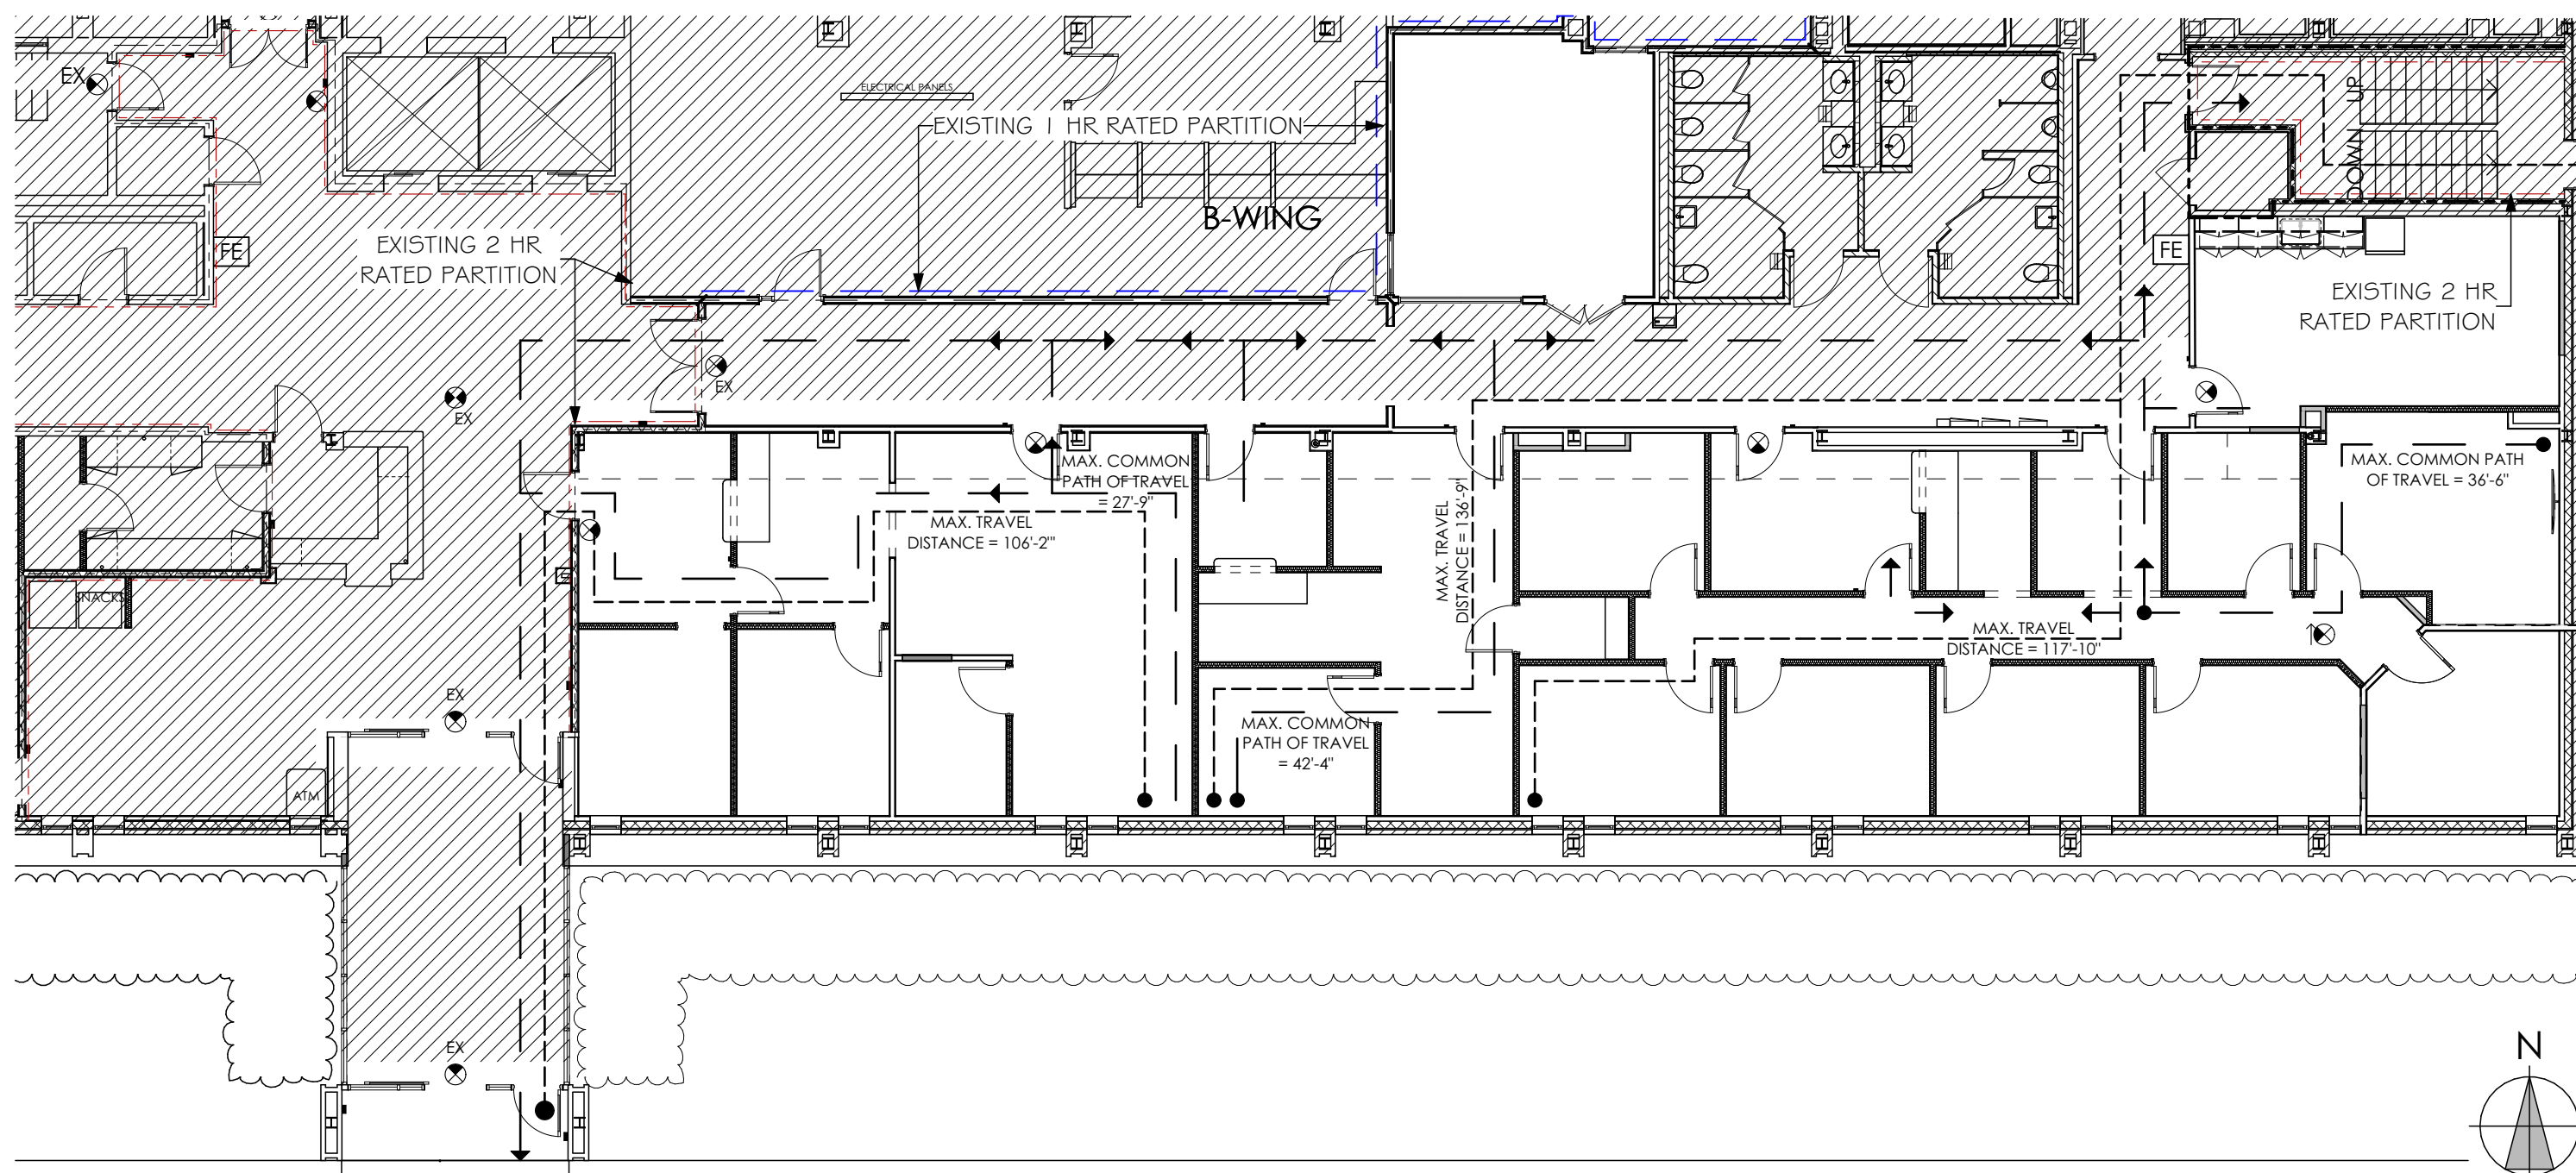 EX
ELECTRICAL PANELS
EXISTING 1 HR RATED PARTITION
UP
DOWN
B-WING
FE
EXISTING 2 HR
RATED PARTITION
FE
EXISTING 2 HR
RATED PARTITION
EX
EX
MAX. COMMON
PATH OF TRAVEL
= 27'-9"
MAX. COMMON PATH
OF TRAVEL = 36'-6"
MAX. TRAVEL
DISTANCE = 106'-2"
MAX. TRAVEL
DISTANCE = 136'-9"
SNACKS
MAX. TRAVEL
DISTANCE = 117'-10"
EX
MAX. COMMON
PATH OF TRAVEL
= 42'-4"
ATM
EX
N